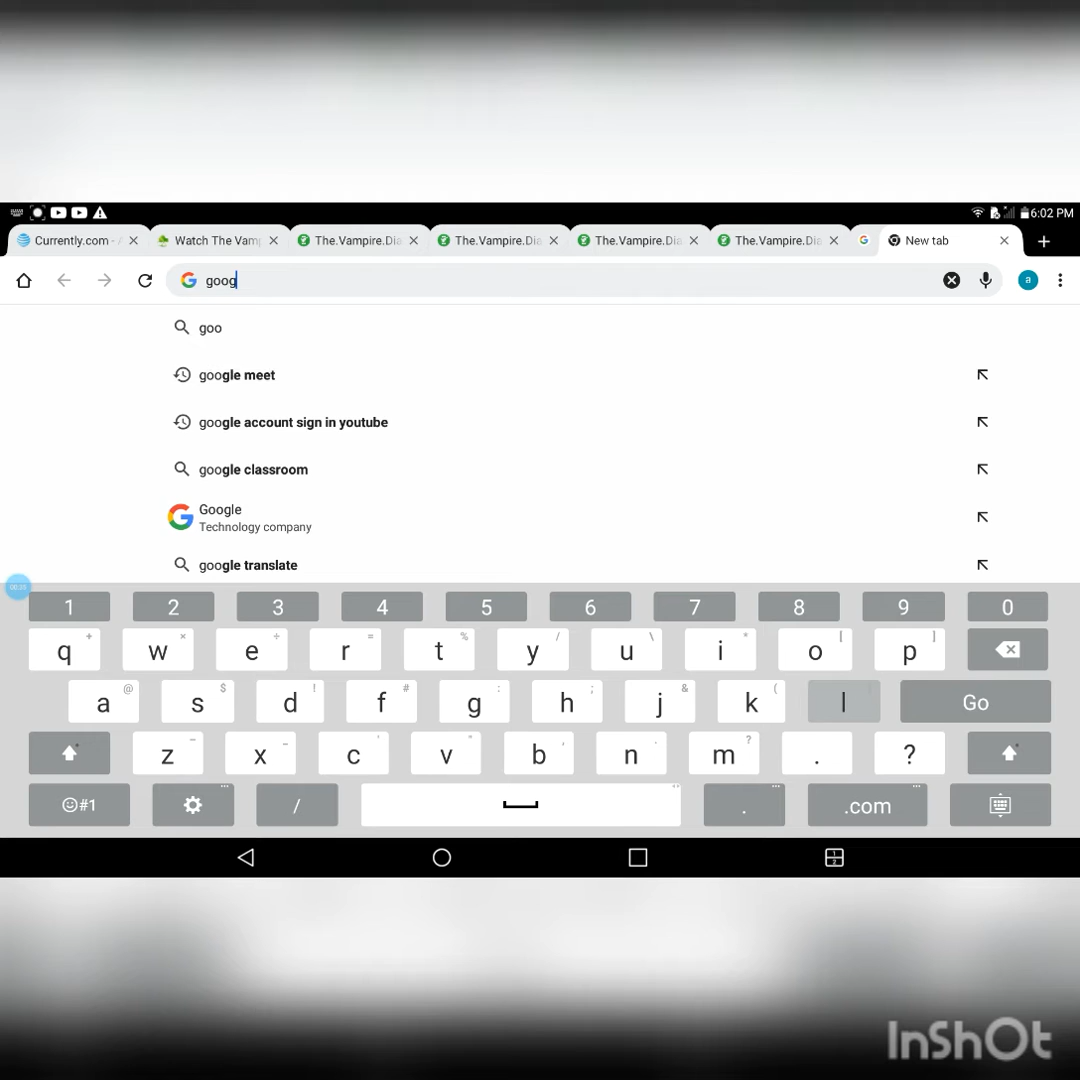 6:02 PM
Currently.com - A
Watch The Vamp
The.Vampire.Dia
The.Vampire.Dia
The.Vampire.Dia
The.Vampire.Dia
New tab
goog
a
goo
google meet
google account sign in youtube
google classroom
Google
Technology company
google translate
1 2 3 4 5 6 7 8 9 0
q w e r t y u i o p
a s d f g h j k l Go
z x c v b n m . ?
#1 / . .com
InShOt